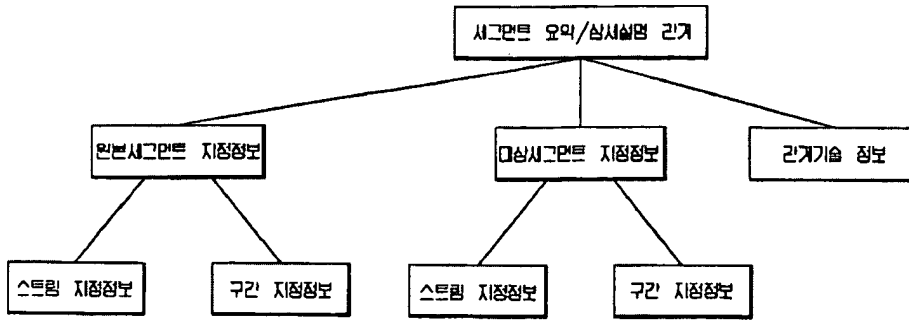 세그먼트 요약/상세설명 관계
원본세그먼트 지정정보
대상세그먼트 지정정보
관계기술 정보
스트림 지정정보
구간 지정정보
스트림 지정정보
구간 지정정보